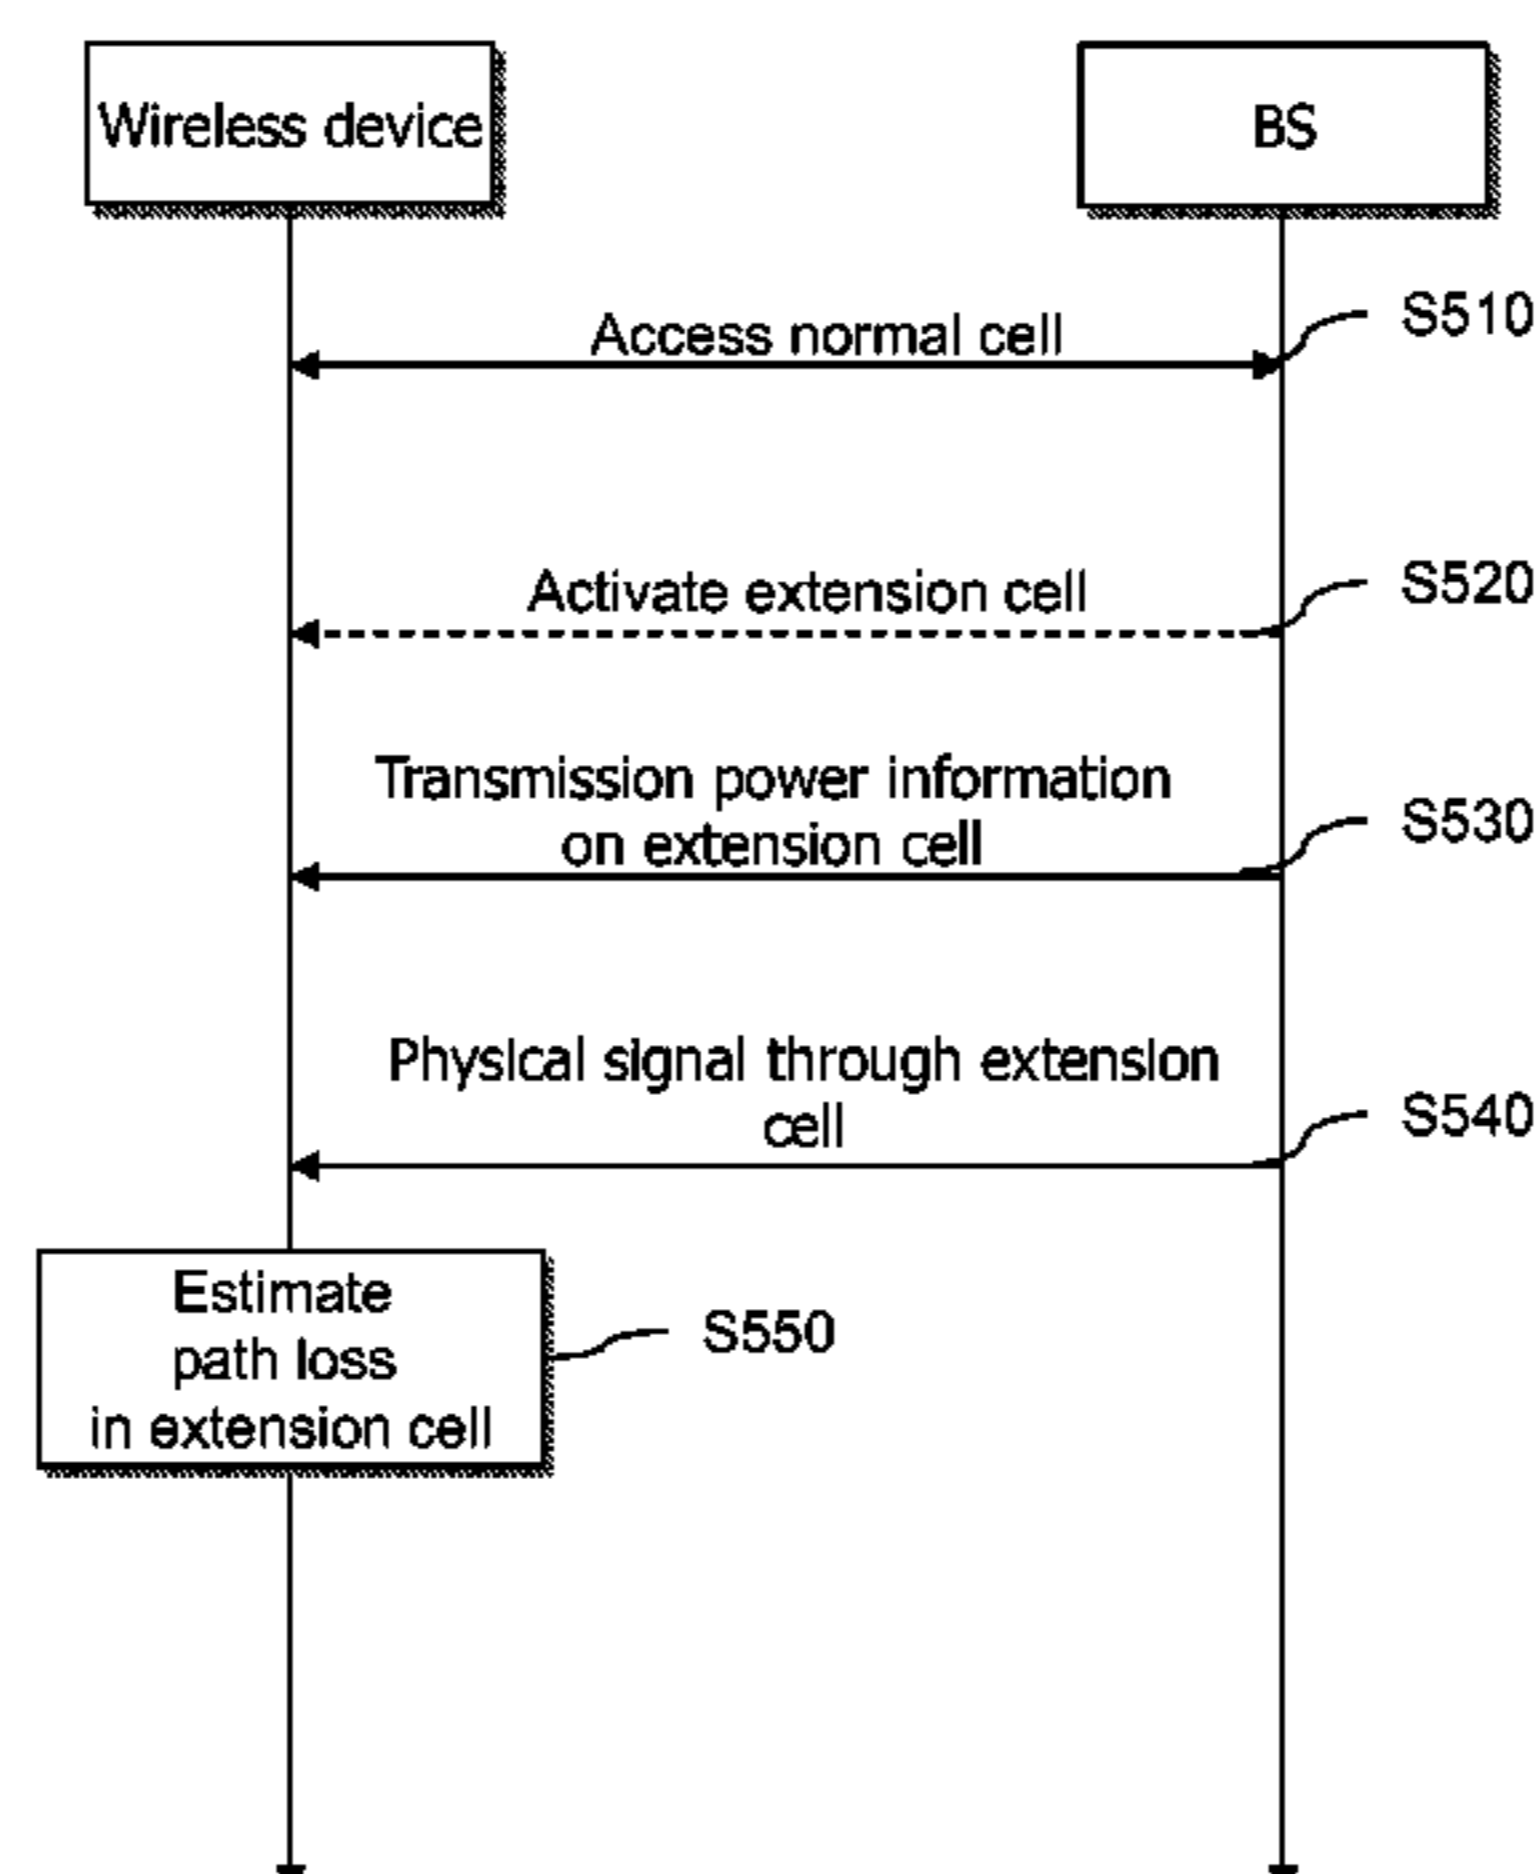 Wireless device
BS
S510
Access normal cell
S520
Activate extension cell
Transmission power information
S530
on extension cell
Physical signal through extension
S540
cell
Estimate
path loss
in extension cell
S550